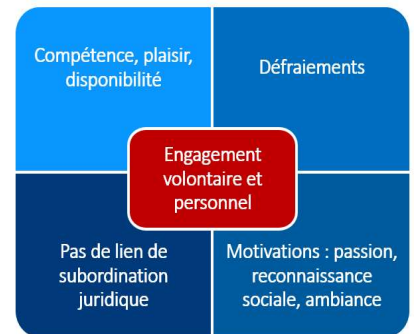 Compétence, plaisir,
disponibilité
Défraiements
Engagement
volontaire et
personnel
Pas de lien de
subordination
juridique
Motivations : passion,
reconnaissance
sociale, ambiance